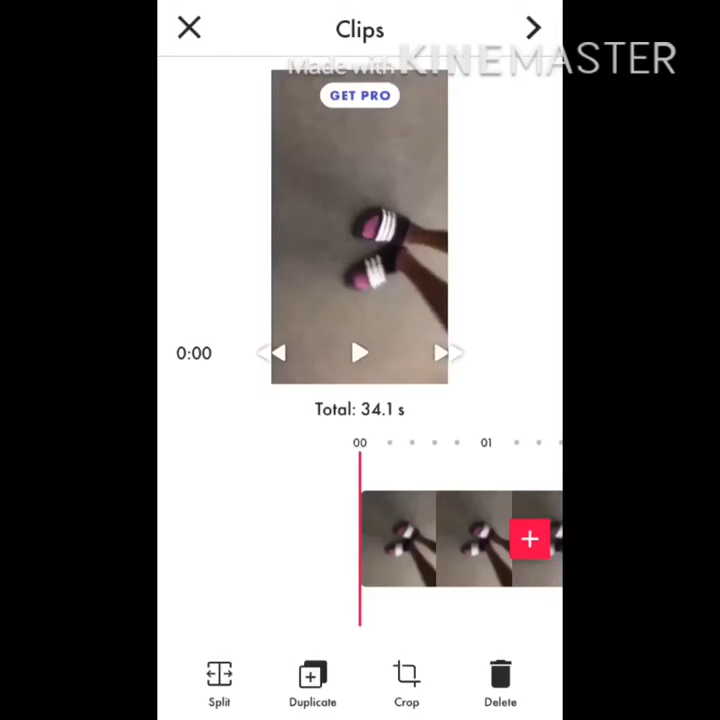 Clips
Made with KINEMASTER
GET PRO
0:00
Total: 34.1 s
00 01
Split Duplicate Crop Delete